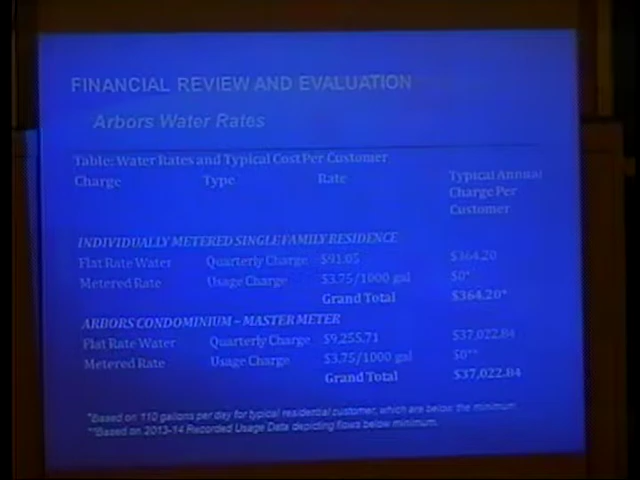 FINANCIAL REVIEW AND EVALUATION
Arbors Water Rates
Table: Water Rates and Typical Cost Per Customer
Charge Type Rate Typical Annual
Charge Per
Customer
INDIVIDUALLY METERED SINGLE FAMILY RESIDENCE
Flat Rate Water Quarterly Charge $91.05 $364.20
Metered Rate Usage Charge $3.75/1000 gal $0*
Grand Total $364.20*
ARBORS CONDOMINIUM – MASTER METER
Flat Rate Water Quarterly Charge $9,255.71 $37,022.84
Metered Rate Usage Charge $3.75/1000 gal $0**
Grand Total $37,022.84
*Based on 110 gallons per day for typical residential customer, which are below the minimum
**Based on 2013-14 Recorded Usage Data depicting flows below minimum.